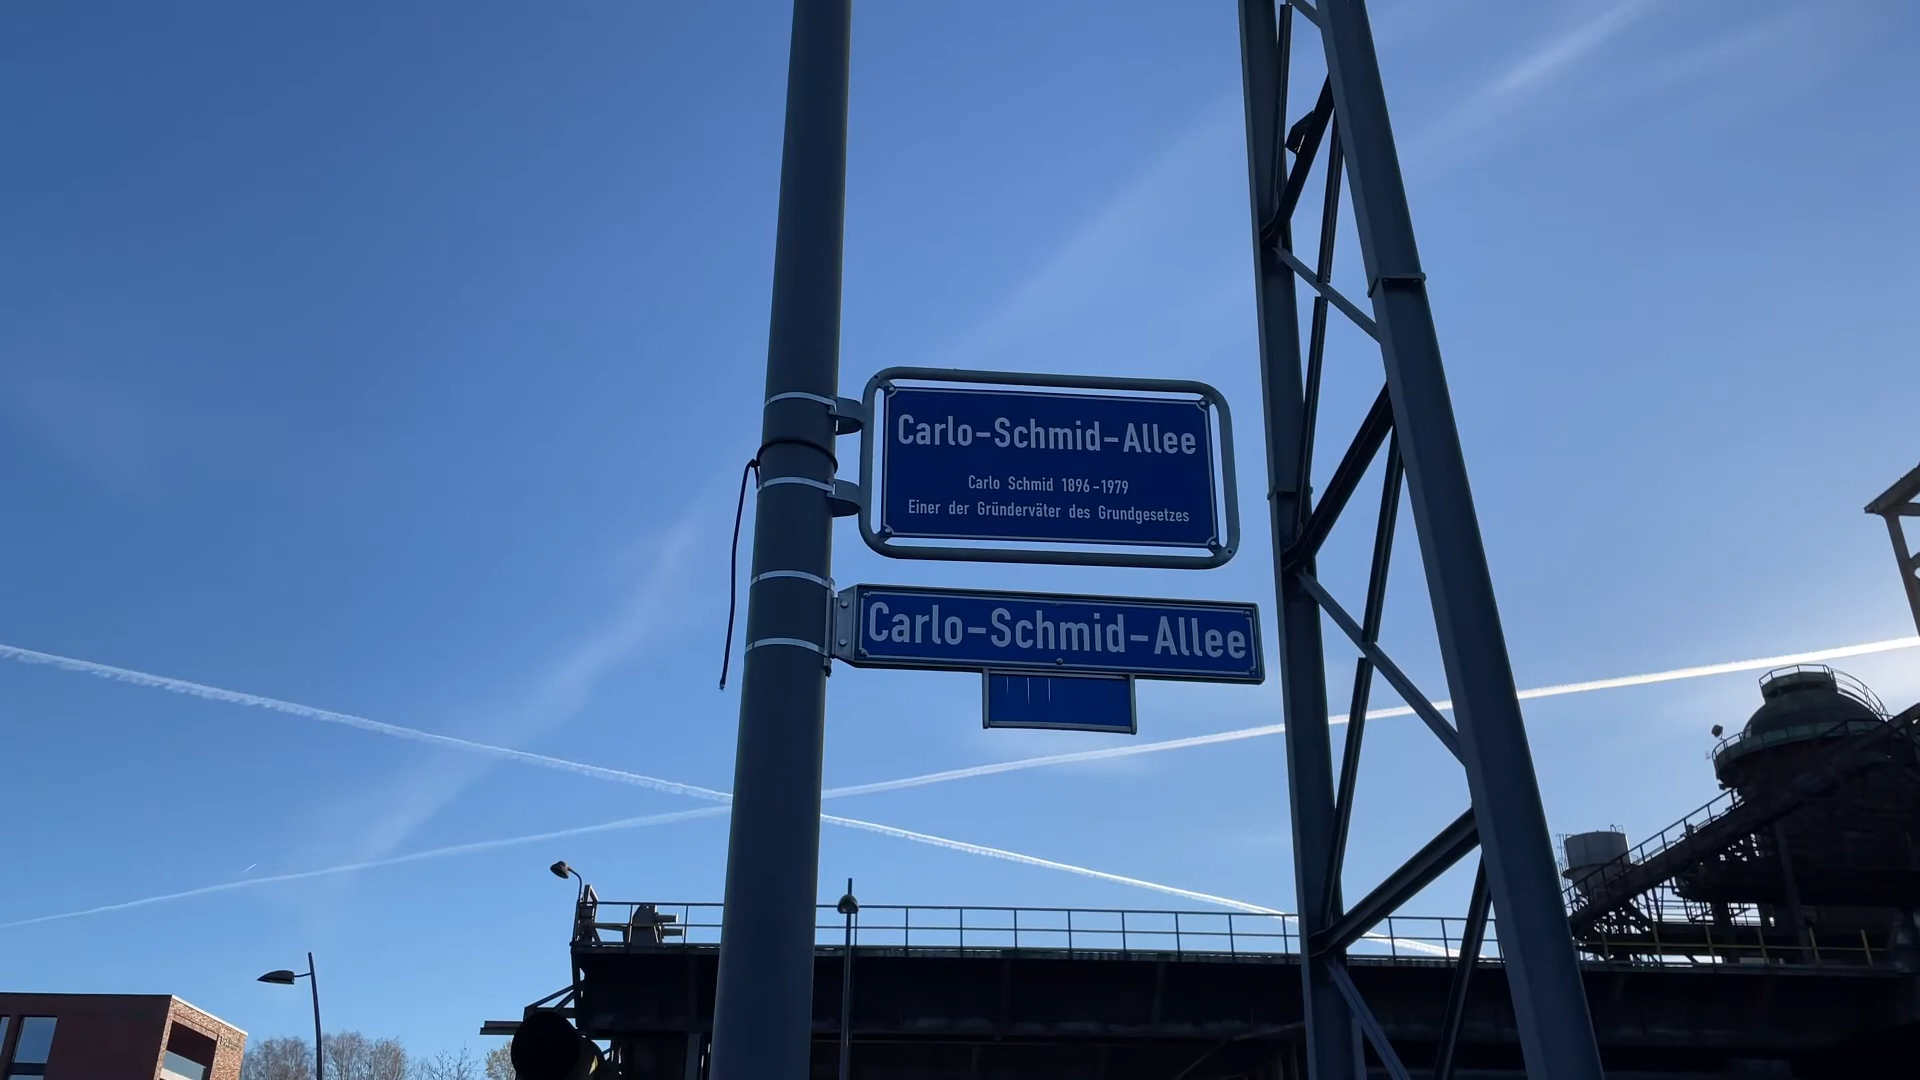 Carlo-Schmid-Allee
Carlo Schmid 1896-1979
Einer der Gründerväter des Grundgesetzes
Carlo-Schmid-Allee